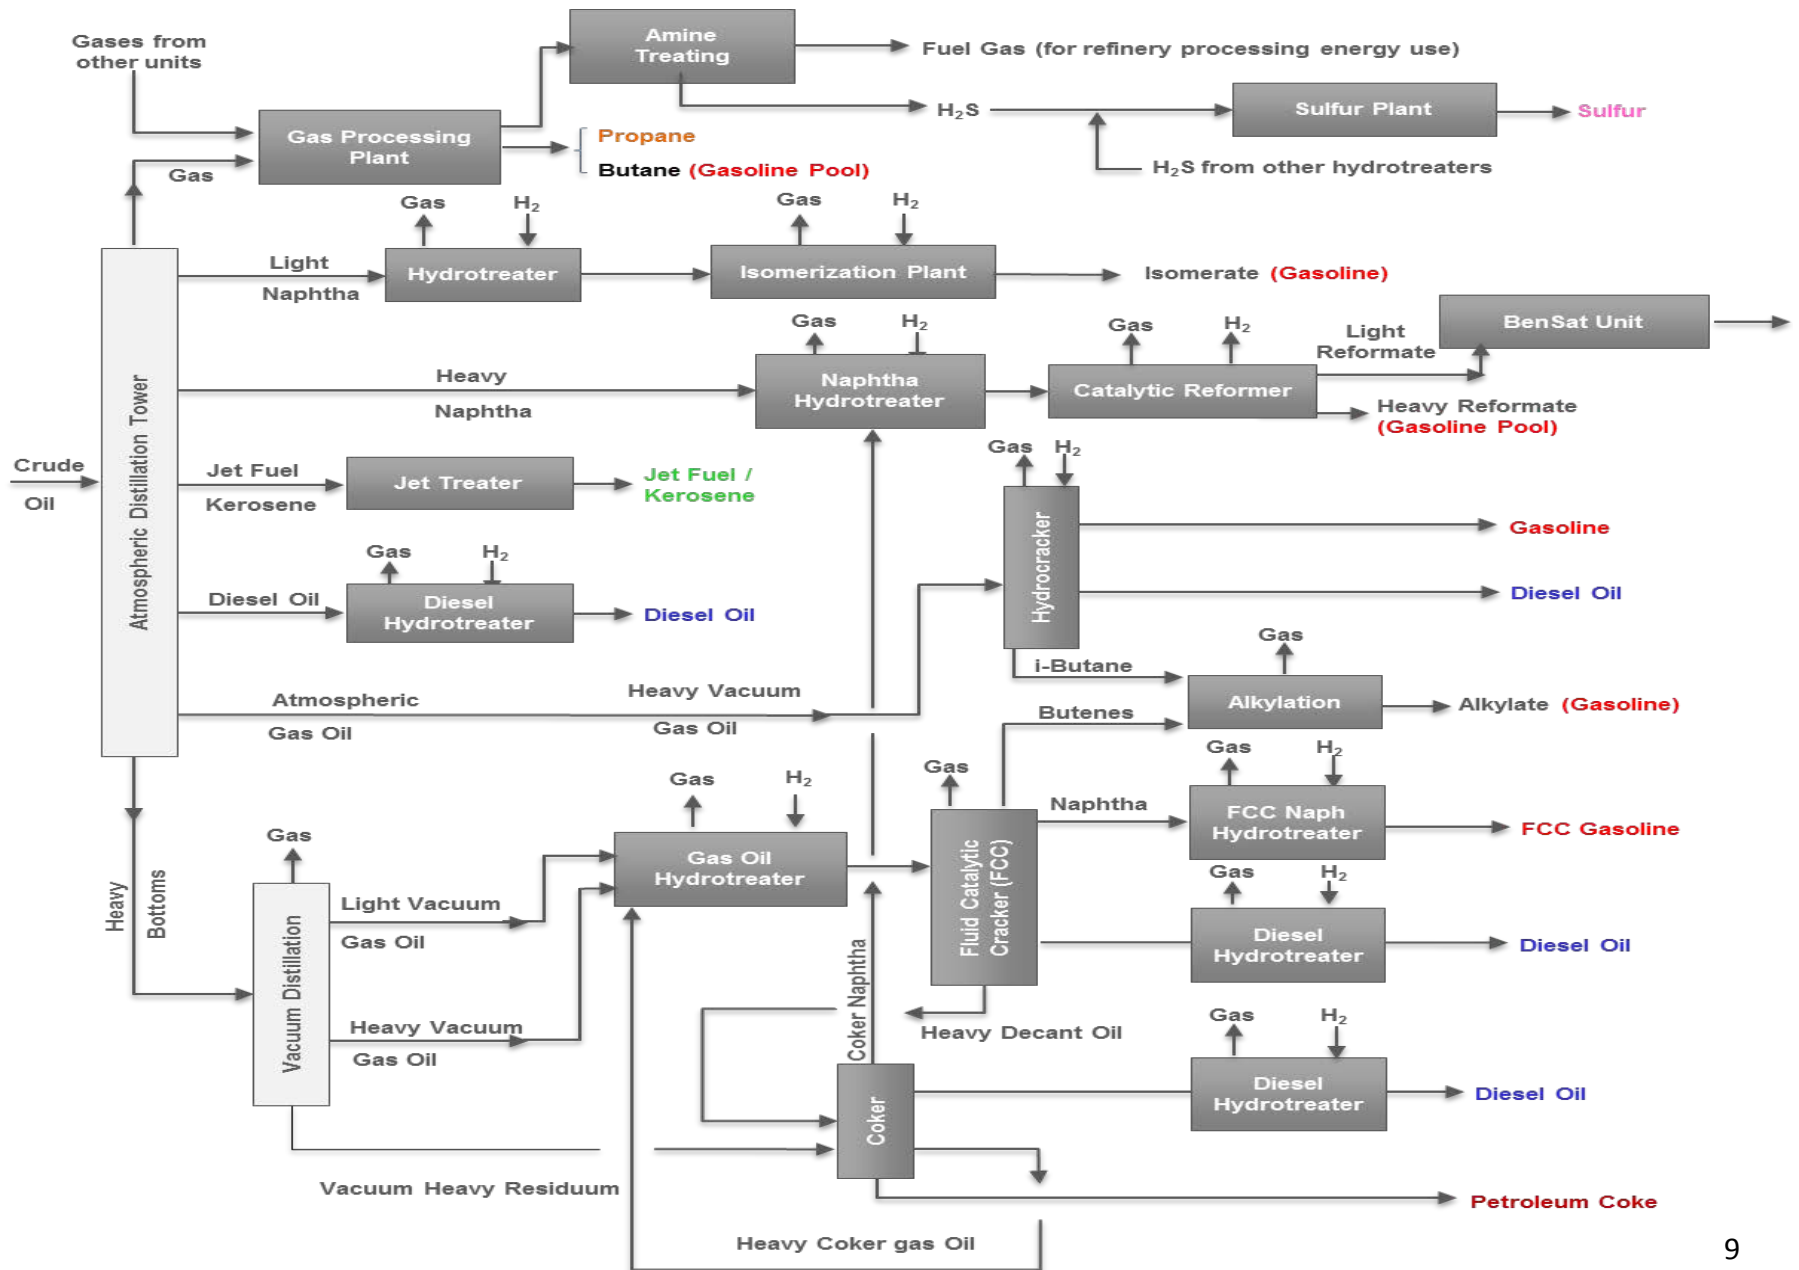 Gases from
other units
Amine
Treating
Fuel Gas (for refinery processing energy use)
H₂S
Sulfur Plant
Sulfur
Gas Processing
Plant
Propane
Butane (Gasoline Pool)
H₂S from other hydrotreaters
Gas
Gas
H₂
Gas
H₂
Light
Naphtha
Hydrotreater
Isomerization Plant
Isomerate (Gasoline)
Gas
H₂
Gas
H₂
Light
Reformate
BenSat Unit
Heavy
Naphtha
Naphtha
Hydrotreater
Catalytic Reformer
Heavy Reformate
(Gasoline Pool)
Crude
Oil
Atmospheric Distillation Tower
Jet Fuel
Kerosene
Jet Treater
Jet Fuel /
Kerosene
Gas
H₂
Hydrocracker
Gasoline
Gas
H₂
Diesel Oil
Diesel
Hydrotreater
Diesel Oil
Diesel Oil
Gas
i-Butane
Atmospheric
Gas Oil
Heavy Vacuum
Gas Oil
Butenes
Alkylation
Alkylate (Gasoline)
Gas
H₂
Gas
Gas
H₂
Naphtha
FCC Naph
Hydrotreater
FCC Gasoline
Gas Oil
Hydrotreater
Fluid Catalytic
Cracker (FCC)
Gas
H₂
Diesel
Hydrotreater
Diesel Oil
Heavy
Bottoms
Gas
Vacuum Distillation
Light Vacuum
Gas Oil
Heavy Vacuum
Gas Oil
Coker Naphtha
Heavy Decant Oil
Gas
H₂
Coker
Diesel
Hydrotreater
Diesel Oil
Vacuum Heavy Residuum
Petroleum Coke
Heavy Coker gas Oil
9